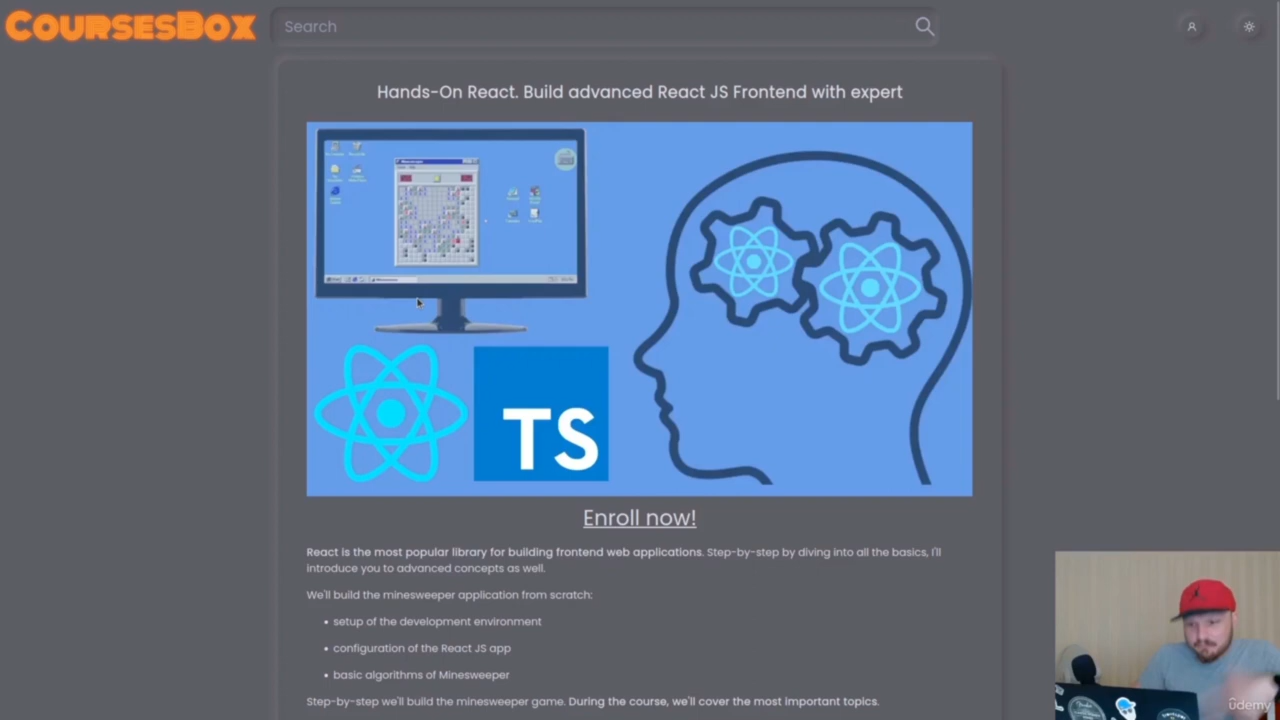 CoursesBox
Search
Hands-On React. Build advanced React JS Frontend with expert
TS
Enroll now!
React is the most popular library for building frontend web applications. Step-by-step by diving into all the basics, I'll
introduce you to advanced concepts as well.
We'll build the minesweeper application from scratch:
• setup of the development environment
• configuration of the React JS app
• basic algorithms of Minesweeper
Step-by-step we'll build the minesweeper game. During the course, we'll cover the most important topics.
ûdemy